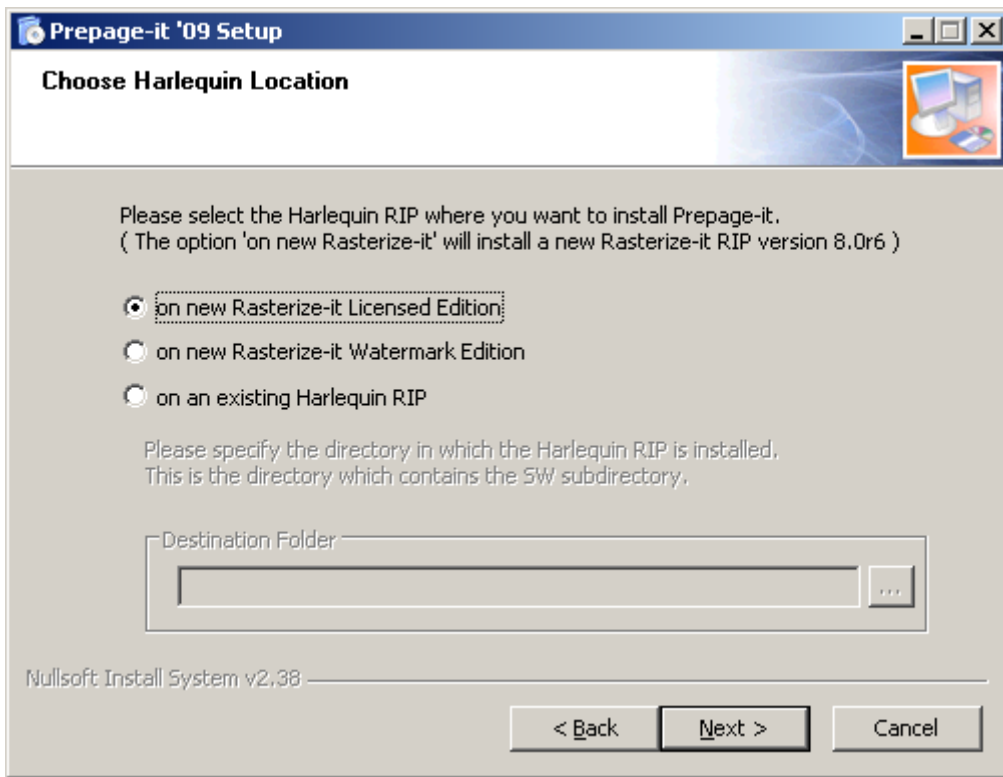 Prepage-it '09 Setup
Choose Harlequin Location
Please select the Harlequin RIP where you want to install Prepage-it.
( The option 'on new Rasterize-it' will install a new Rasterize-it RIP version 8.0r6 )
on new Rasterize-it Licensed Edition
on new Rasterize-it Watermark Edition
on an existing Harlequin RIP
Please specify the directory in which the Harlequin RIP is installed.
This is the directory which contains the SW subdirectory.
Destination Folder
...
Nullsoft Install System v2.38
< Back Next > Cancel